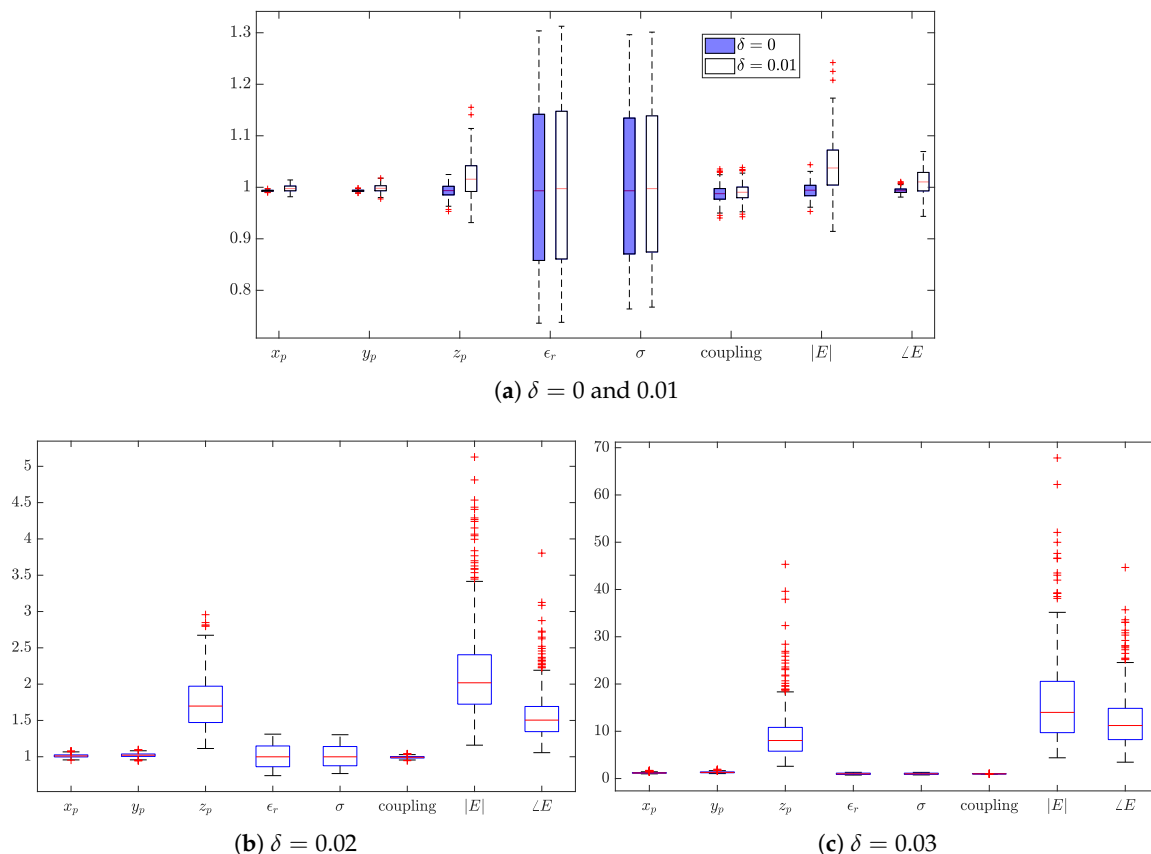 1.3
1.2
1.1
1
0.9
0.8
δ = 0
δ = 0.01
x_p y_p z_p ϵ_r σ coupling |E| ∠E
(a) δ = 0 and 0.01
5
4.5
4
3.5
3
2.5
2
1.5
1
x_p y_p z_p ϵ_r σ coupling |E| ∠E
(b) δ = 0.02
70
60
50
40
30
20
10
0
x_p y_p z_p ϵ_r σ coupling |E| ∠E
(c) δ = 0.03